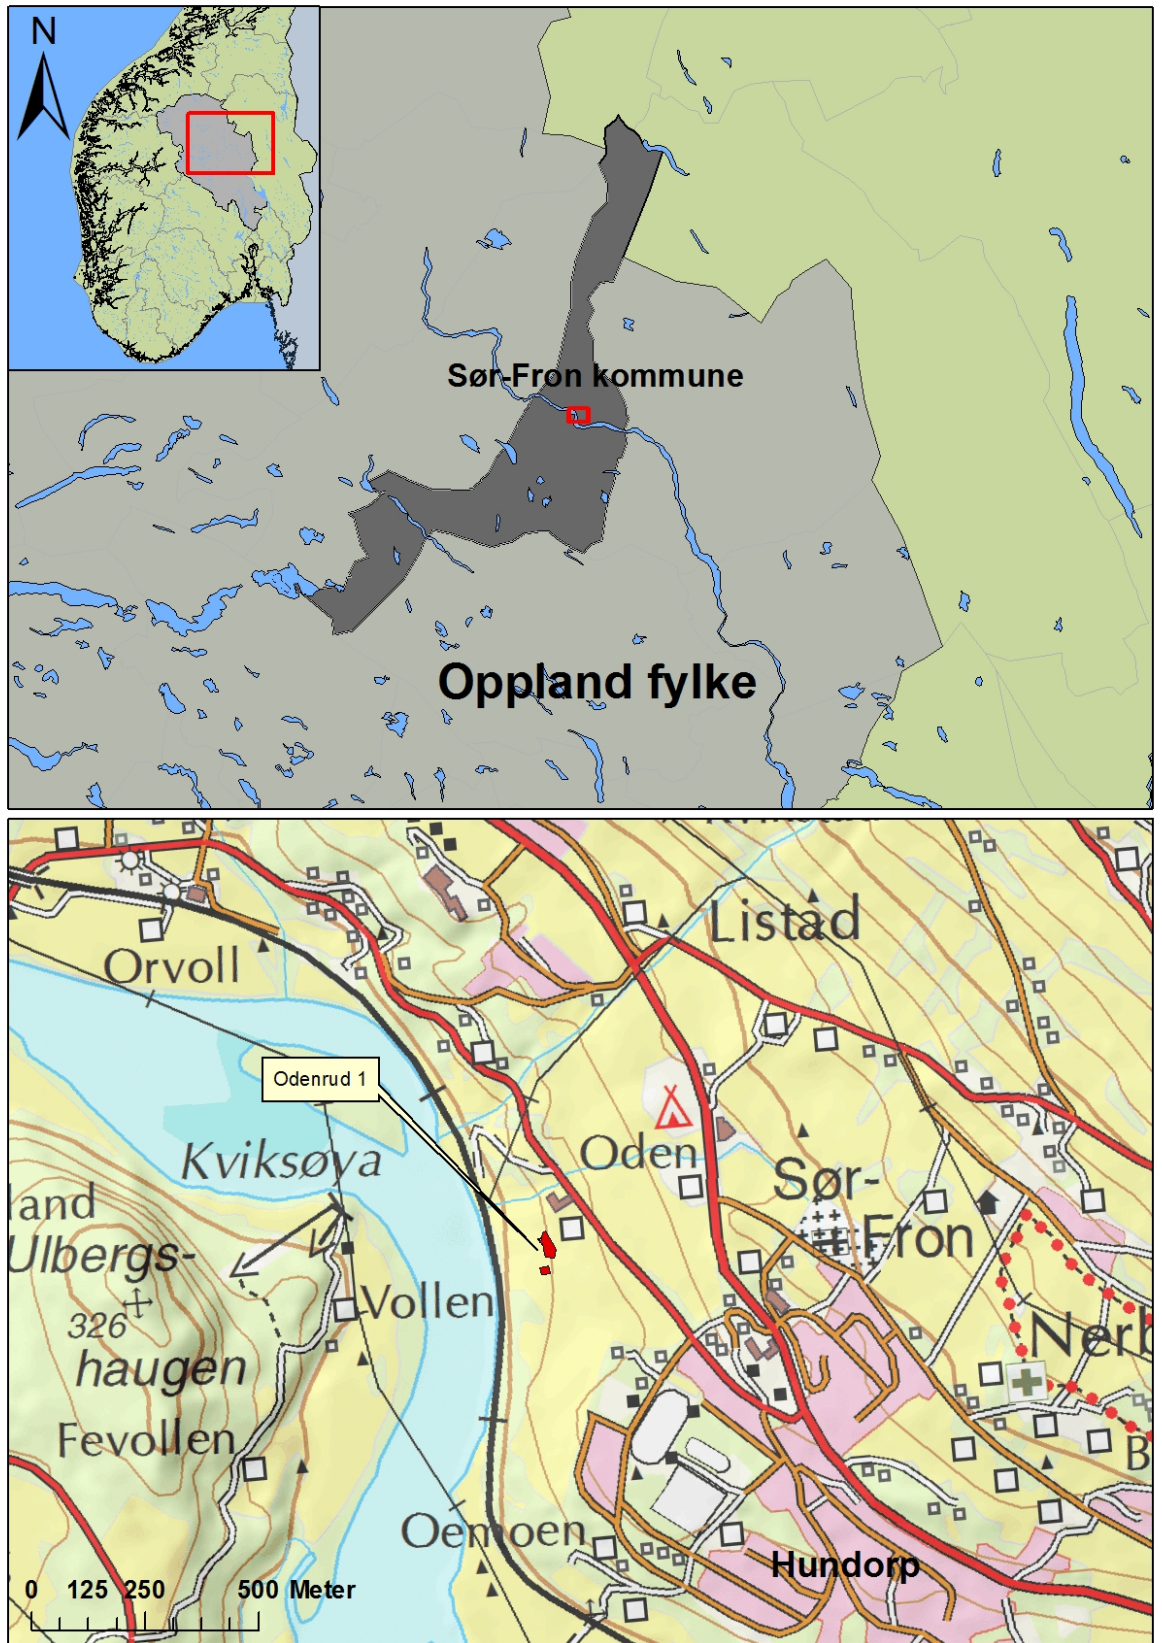 N
Sør-Fron kommune
Oppland fylke
Listad
Orvoll
Odenrud 1
Kviksøya
Oden
Sør-
Fron
land
Ulbergs-
326
haugen
Vollen
Nerb
Fevollen
B
Oemoen
Hundorp
0 125 250 500 Meter